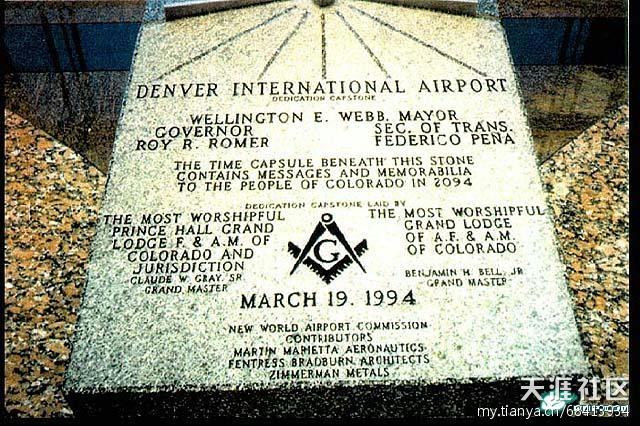 DENVER INTERNATIONAL AIRPORT
DEDICATION CAPSTONE
WELLINGTON E. WEBB, MAYOR
GOVERNOR SEC. OF TRANS.
ROY R. ROMER FEDERICO PEÑA
THE TIME CAPSULE BENEATH THIS STONE
CONTAINS MESSAGES AND MEMORABILIA
TO THE PEOPLE OF COLORADO IN 2094
DEDICATION CAPSTONE LAID BY
THE MOST WORSHIPFUL
PRINCE HALL GRAND
LODGE F. & A.M. OF
COLORADO AND
JURISDICTION
CLAUDE W. GRAY, SR.
GRAND MASTER
G
THE MOST WORSHIPFUL
GRAND LODGE
OF A.F. & A.M.
OF COLORADO
BENJAMIN H. BELL, JR
GRAND MASTER
MARCH 19, 1994
NEW WORLD AIRPORT COMMISSION
CONTRIBUTORS
MARTIN MARIETTA AERONAUTICS
FENTRESS BRADBURN ARCHITECTS
ZIMMERMAN METALS
天涯社区
my.tianya.cn/68413934